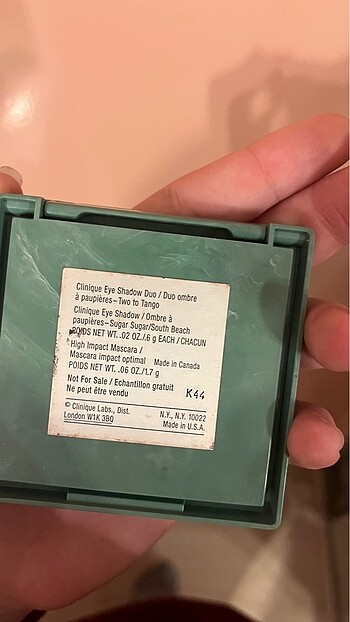 Clinique Eye Shadow Duo / Duo ombre
à paupières–Two to Tango
Clinique Eye Shadow / Ombre à
paupières–Sugar Sugar/South Beach
POIDS NET WT. .02 OZ./.6 g EACH / CHACUN
High Impact Mascara /
Mascara impact optimal Made in Canada
POIDS NET WT. .06 OZ./1.7 g
Not For Sale / Echantillon gratuit
Ne peut être vendu K44
© Clinique Labs., Dist. N.Y., N.Y. 10022
London W1K 3BQ Made in U.S.A.